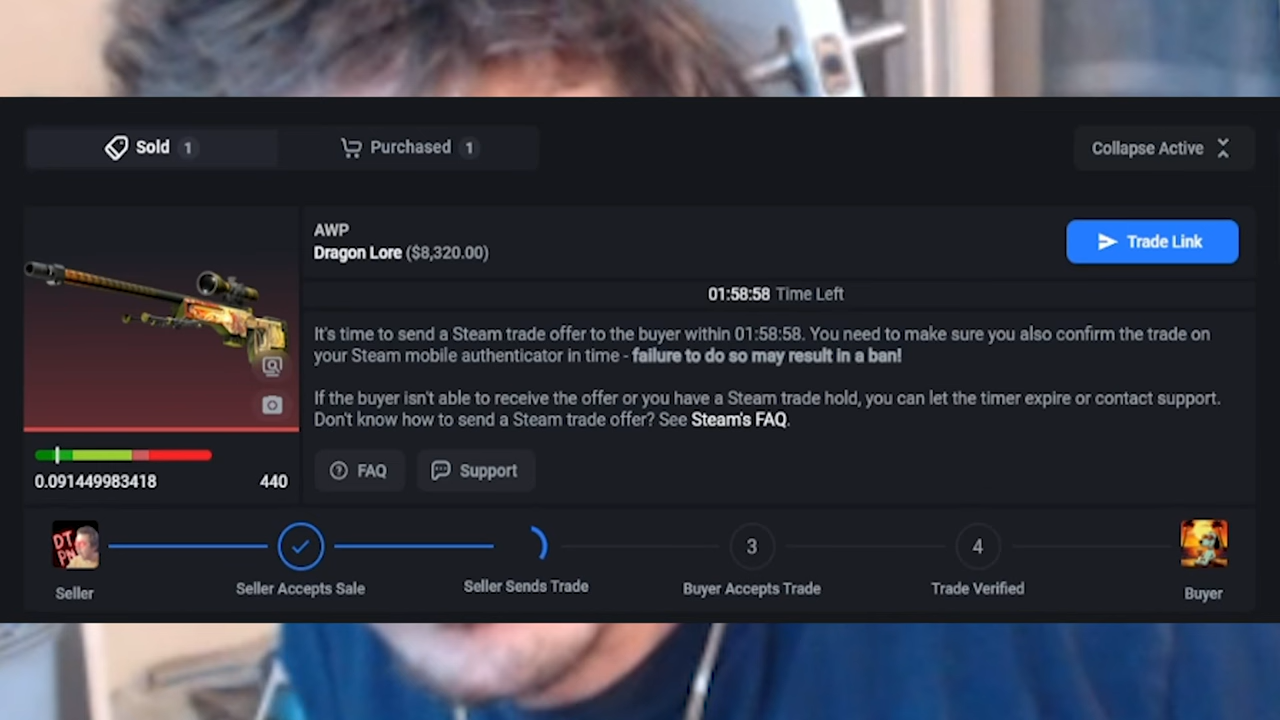 Sold 1
Purchased 1
Collapse Active
AWP
Dragon Lore ($8,320.00)
Trade Link
01:58:58 Time Left
It's time to send a Steam trade offer to the buyer within 01:58:58. You need to make sure you also confirm the trade on
your Steam mobile authenticator in time - failure to do so may result in a ban!
If the buyer isn't able to receive the offer or you have a Steam trade hold, you can let the timer expire or contact support.
Don't know how to send a Steam trade offer? See Steam's FAQ.
0.091449983418
440
FAQ
Support
DT
PN
3
4
Seller
Seller Accepts Sale
Seller Sends Trade
Buyer Accepts Trade
Trade Verified
Buyer